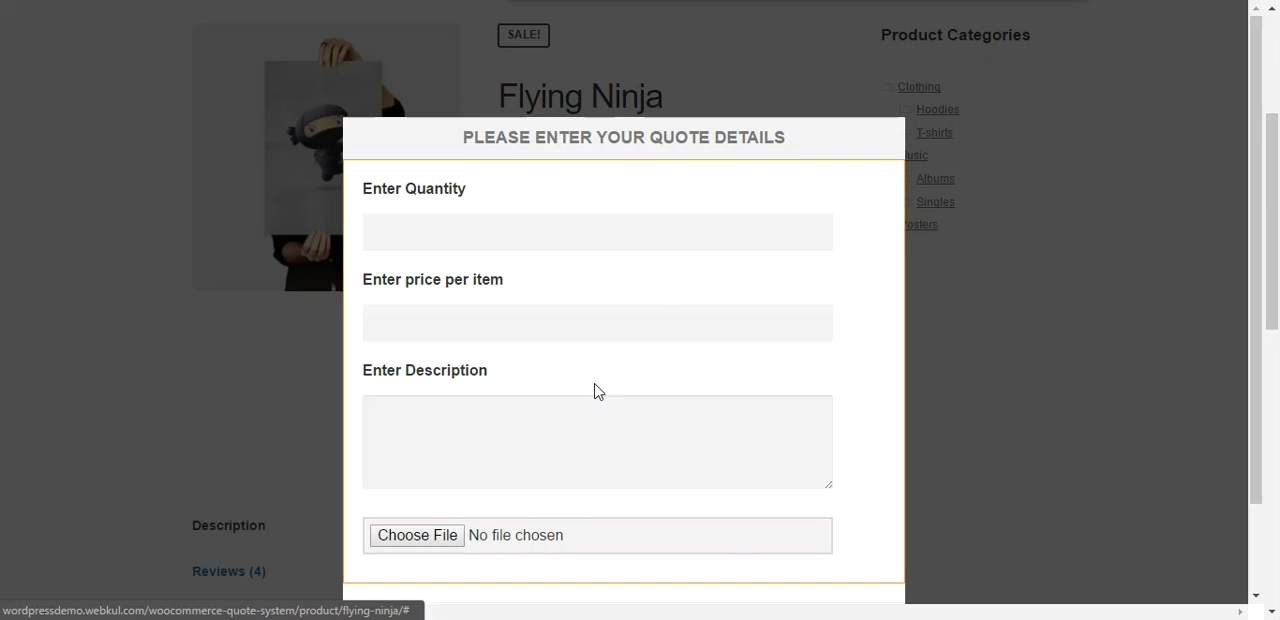 SALE!
Product Categories
Flying Ninja
Clothing
Hoodies
T-shirts
Albums
Singles
PLEASE ENTER YOUR QUOTE DETAILS
Enter Quantity
Enter price per item
Enter Description
Choose File No file chosen
Description
Reviews (4)
wordpressdemo.webkul.com/woocommerce-quote-system/product/flying-ninja/#